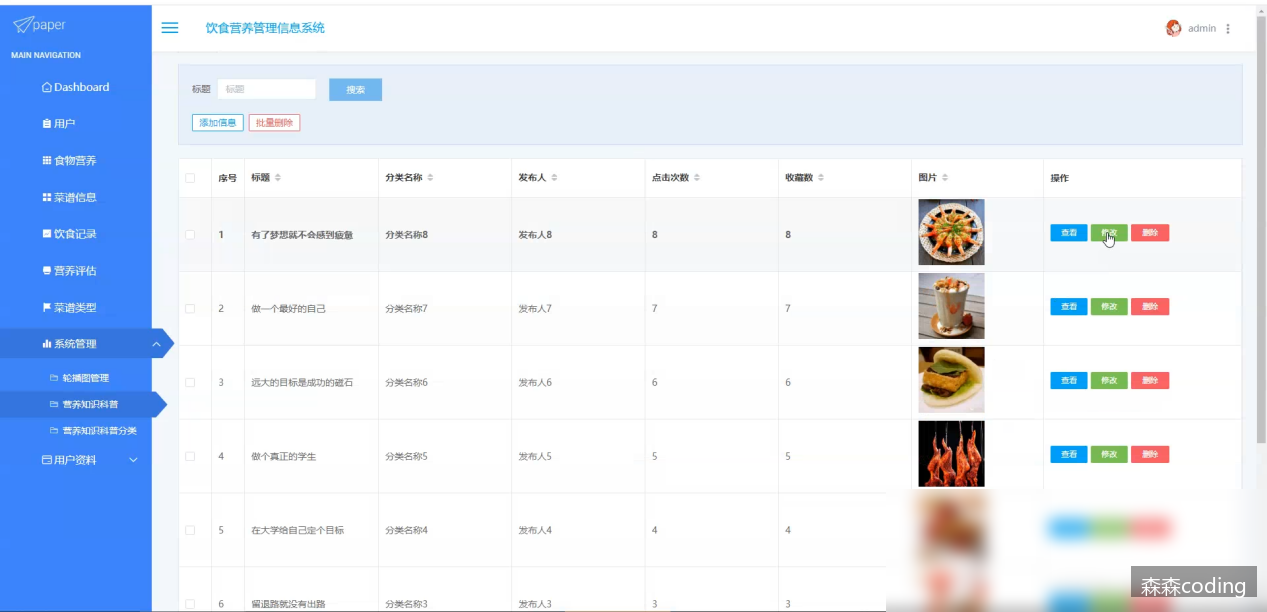 paper
饮食营养管理信息系统
admin
MAIN NAVIGATION
Dashboard
用户
食物营养
菜谱信息
饮食记录
营养评估
菜谱类型
系统管理
轮播图管理
营养知识科普
营养知识科普分类
用户资料
标题 标题 搜索
添加信息 批量删除
序号 标题 分类名称 发布人 点击次数 收藏数 图片 操作
1 有了梦想就不会感到疲惫 分类名称8 发布人8 8 8 查看 修改 删除
2 做一个最好的自己 分类名称7 发布人7 7 7 查看 修改 删除
3 远大的目标是成功的磁石 分类名称6 发布人6 6 6 查看 修改 删除
4 做个真正的学生 分类名称5 发布人5 5 5 查看 修改 删除
5 在大学给自己定个目标 分类名称4 发布人4 4 4
6 留退路就没有出路 分类名称3 发布人3 3 3
森森coding